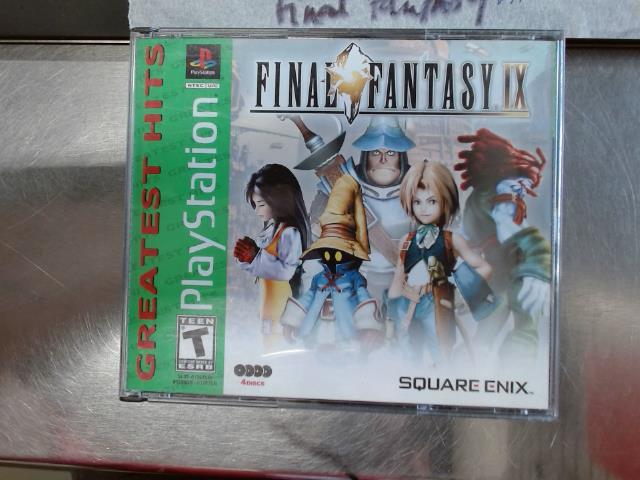 Final Fantasy
GREATEST HITS
PlayStation
NTSC U/C
PlayStation
FINAL FANTASY IX
TEEN
T
ESRB
4 DISCS
SQUARE ENIX